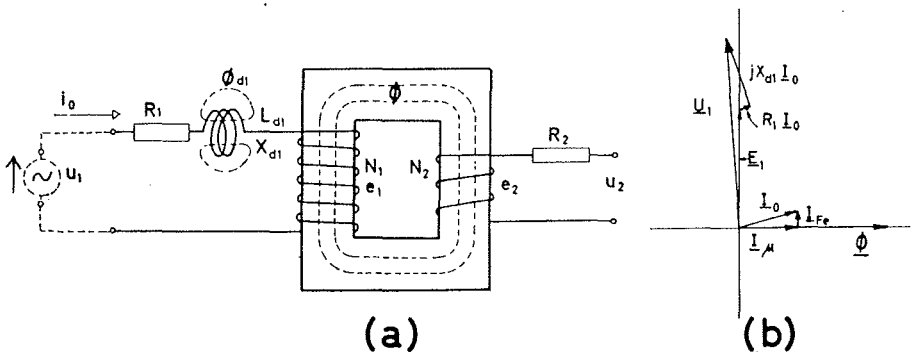 ϕd1
i0
R1
Ld1
Xd1
u1
ϕ
N1
e1
N2
e2
R2
u2
(a)
jXd1 I0
U1
R1 I0
E1
I0
IFe
Iμ
ϕ
(b)